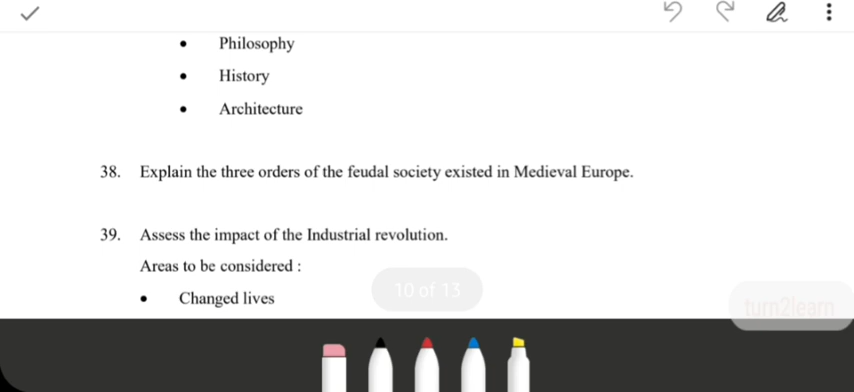 • Philosophy
• History
• Architecture
38. Explain the three orders of the feudal society existed in Medieval Europe.
39. Assess the impact of the Industrial revolution.
Areas to be considered :
• Changed lives
10 of 13
turn2learn